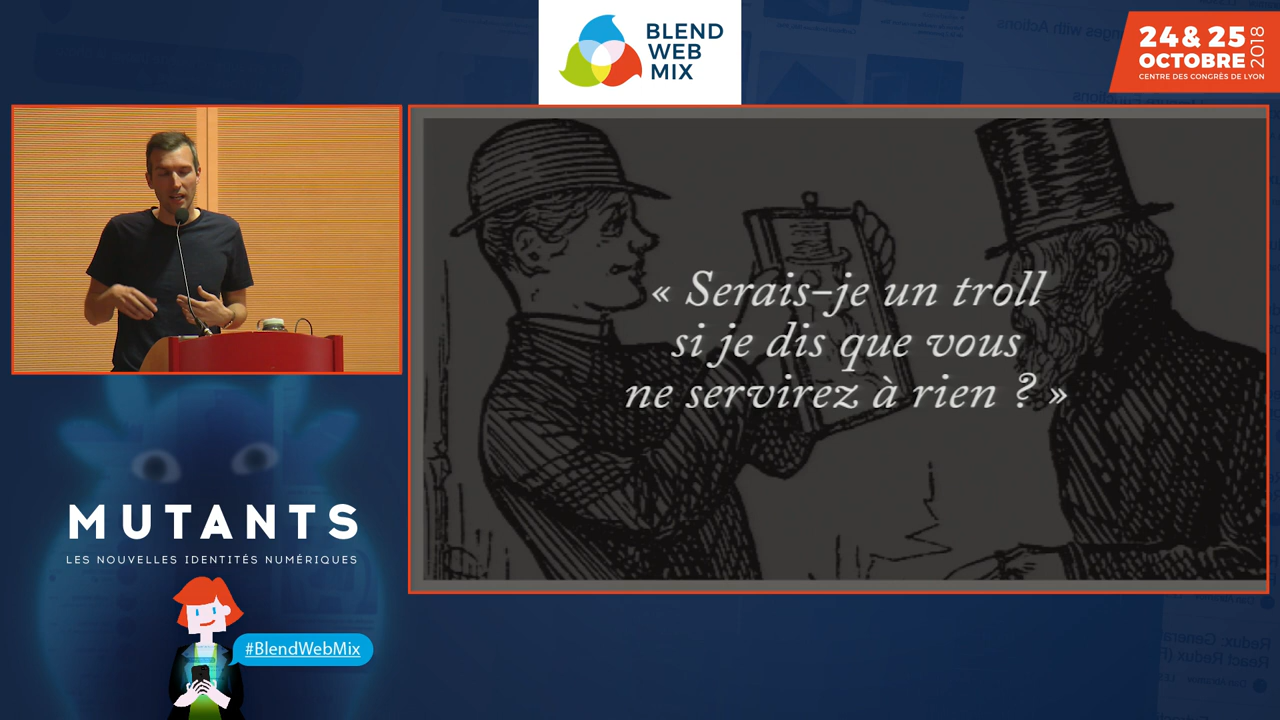 BLEND
WEB
MIX
24 & 25
OCTOBRE
2018
CENTRE DES CONGRÈS DE LYON
« Serais-je un troll
si je dis que vous
ne servirez à rien ? »
MUTANTS
LES NOUVELLES IDENTITÉS NUMÉRIQUES
#BlendWebMix